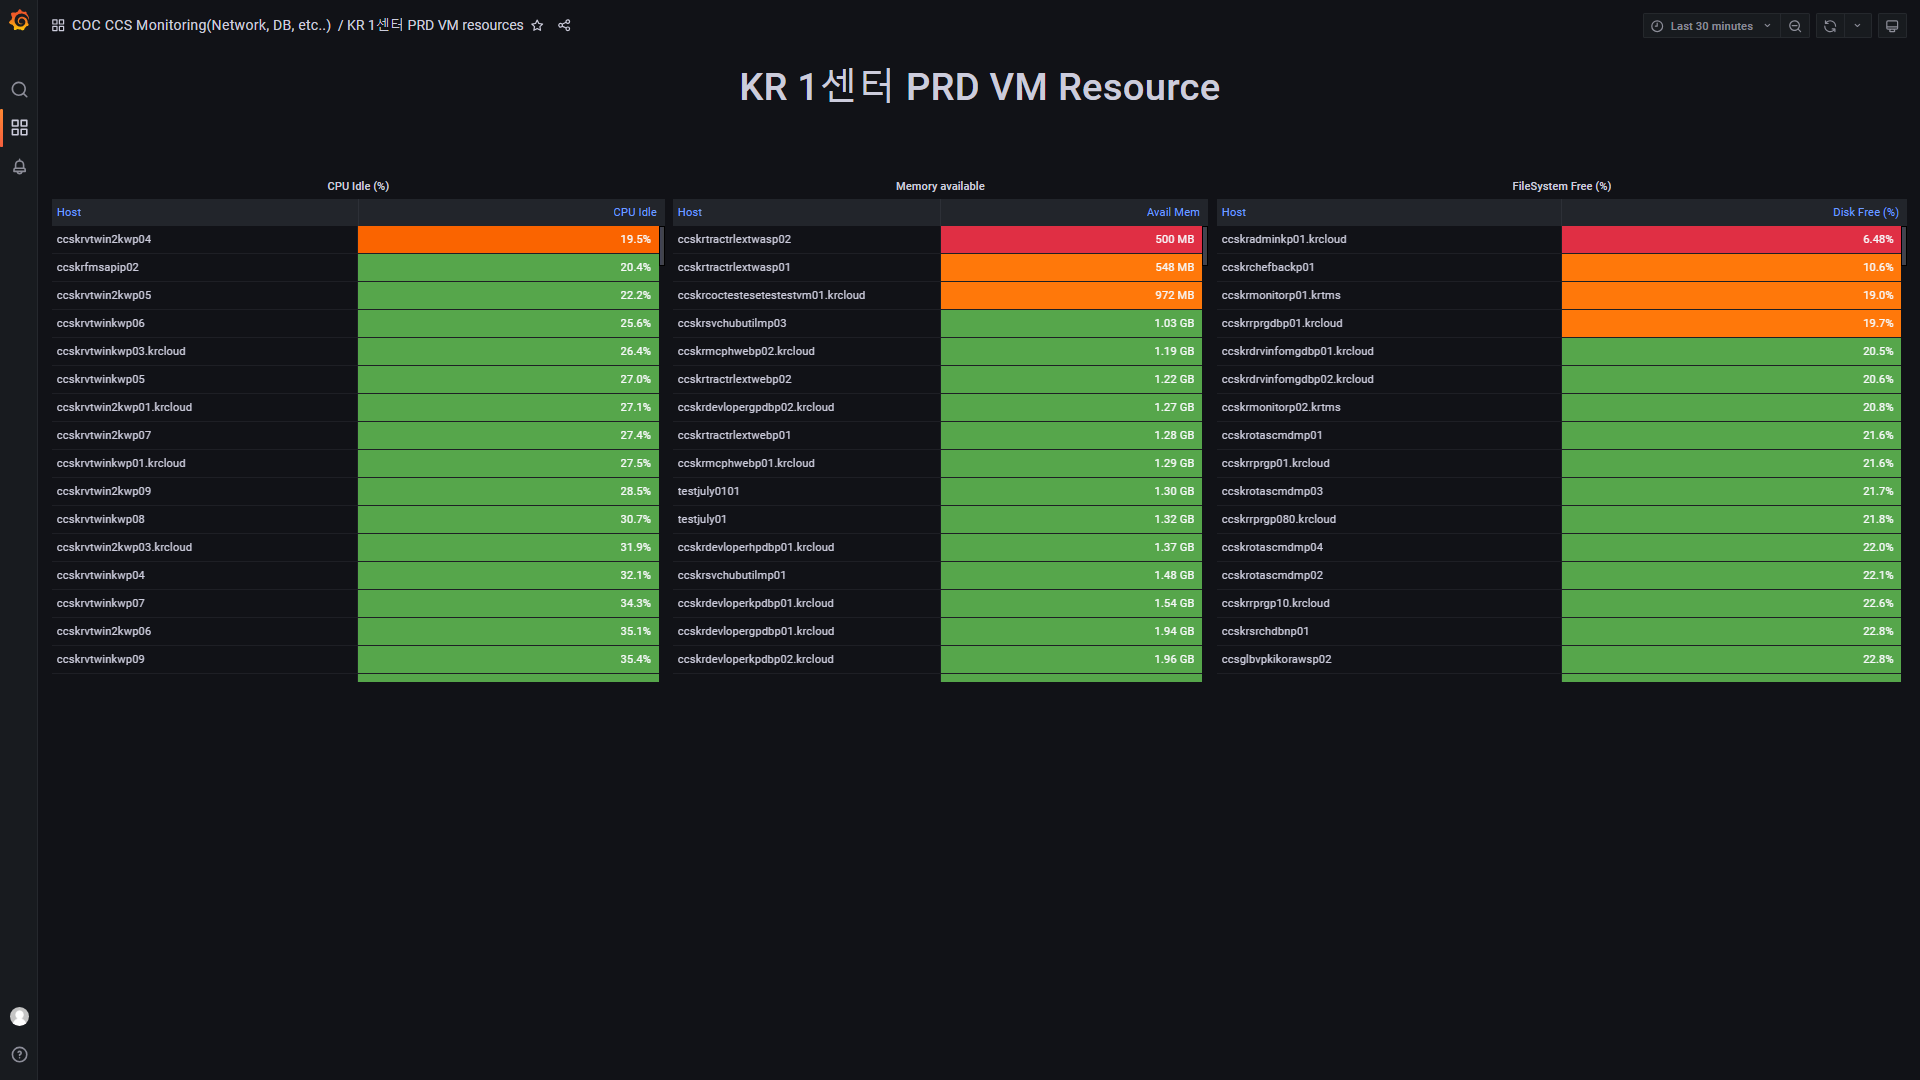 COC CCS Monitoring(Network, DB, etc..) / KR 1센터 PRD VM resources
Last 30 minutes
KR 1센터 PRD VM Resource
CPU Idle (%)
Host CPU Idle
ccskrvtwin2kwp04 19.5%
ccskrfmsapip02 20.4%
ccskrvtwin2kwp05 22.2%
ccskrvtwinkwp06 25.6%
ccskrvtwinkwp03.krcloud 26.4%
ccskrvtwinkwp05 27.0%
ccskrvtwin2kwp01.krcloud 27.1%
ccskrvtwin2kwp07 27.4%
ccskrvtwinkwp01.krcloud 27.5%
ccskrvtwin2kwp09 28.5%
ccskrvtwinkwp08 30.7%
ccskrvtwin2kwp03.krcloud 31.9%
ccskrvtwinkwp04 32.1%
ccskrvtwinkwp07 34.3%
ccskrvtwin2kwp06 35.1%
ccskrvtwinkwp09 35.4%
Memory available
Host Avail Mem
ccskrtractrlextwasp02 500 MB
ccskrtractrlextwasp01 548 MB
ccskrcoctestesetestestvm01.krcloud 972 MB
ccskrsvchubutilmp03 1.03 GB
ccskrmcphwebp02.krcloud 1.19 GB
ccskrtractrlextwebp02 1.22 GB
ccskrdevlopergpdbp02.krcloud 1.27 GB
ccskrtractrlextwebp01 1.28 GB
ccskrmcphwebp01.krcloud 1.29 GB
testjuly0101 1.30 GB
testjuly01 1.32 GB
ccskrdevloperhpdbp01.krcloud 1.37 GB
ccskrsvchubutilmp01 1.48 GB
ccskrdevloperkpdbp01.krcloud 1.54 GB
ccskrdevlopergpdbp01.krcloud 1.94 GB
ccskrdevloperkpdbp02.krcloud 1.96 GB
FileSystem Free (%)
Host Disk Free (%)
ccskradminkp01.krcloud 6.48%
ccskrchefbackp01 10.6%
ccskrmonitorp01.krtms 19.0%
ccskrrprgdbp01.krcloud 19.7%
ccskrdrvinfomgdbp01.krcloud 20.5%
ccskrdrvinfomgdbp02.krcloud 20.6%
ccskrmonitorp02.krtms 20.8%
ccskrotascmdmp01 21.6%
ccskrrprgp01.krcloud 21.6%
ccskrotascmdmp03 21.7%
ccskrrprgp080.krcloud 21.8%
ccskrotascmdmp04 22.0%
ccskrotascmdmp02 22.1%
ccskrrprgp10.krcloud 22.6%
ccskrsrchdbnp01 22.8%
ccsglbvpkikorawsp02 22.8%